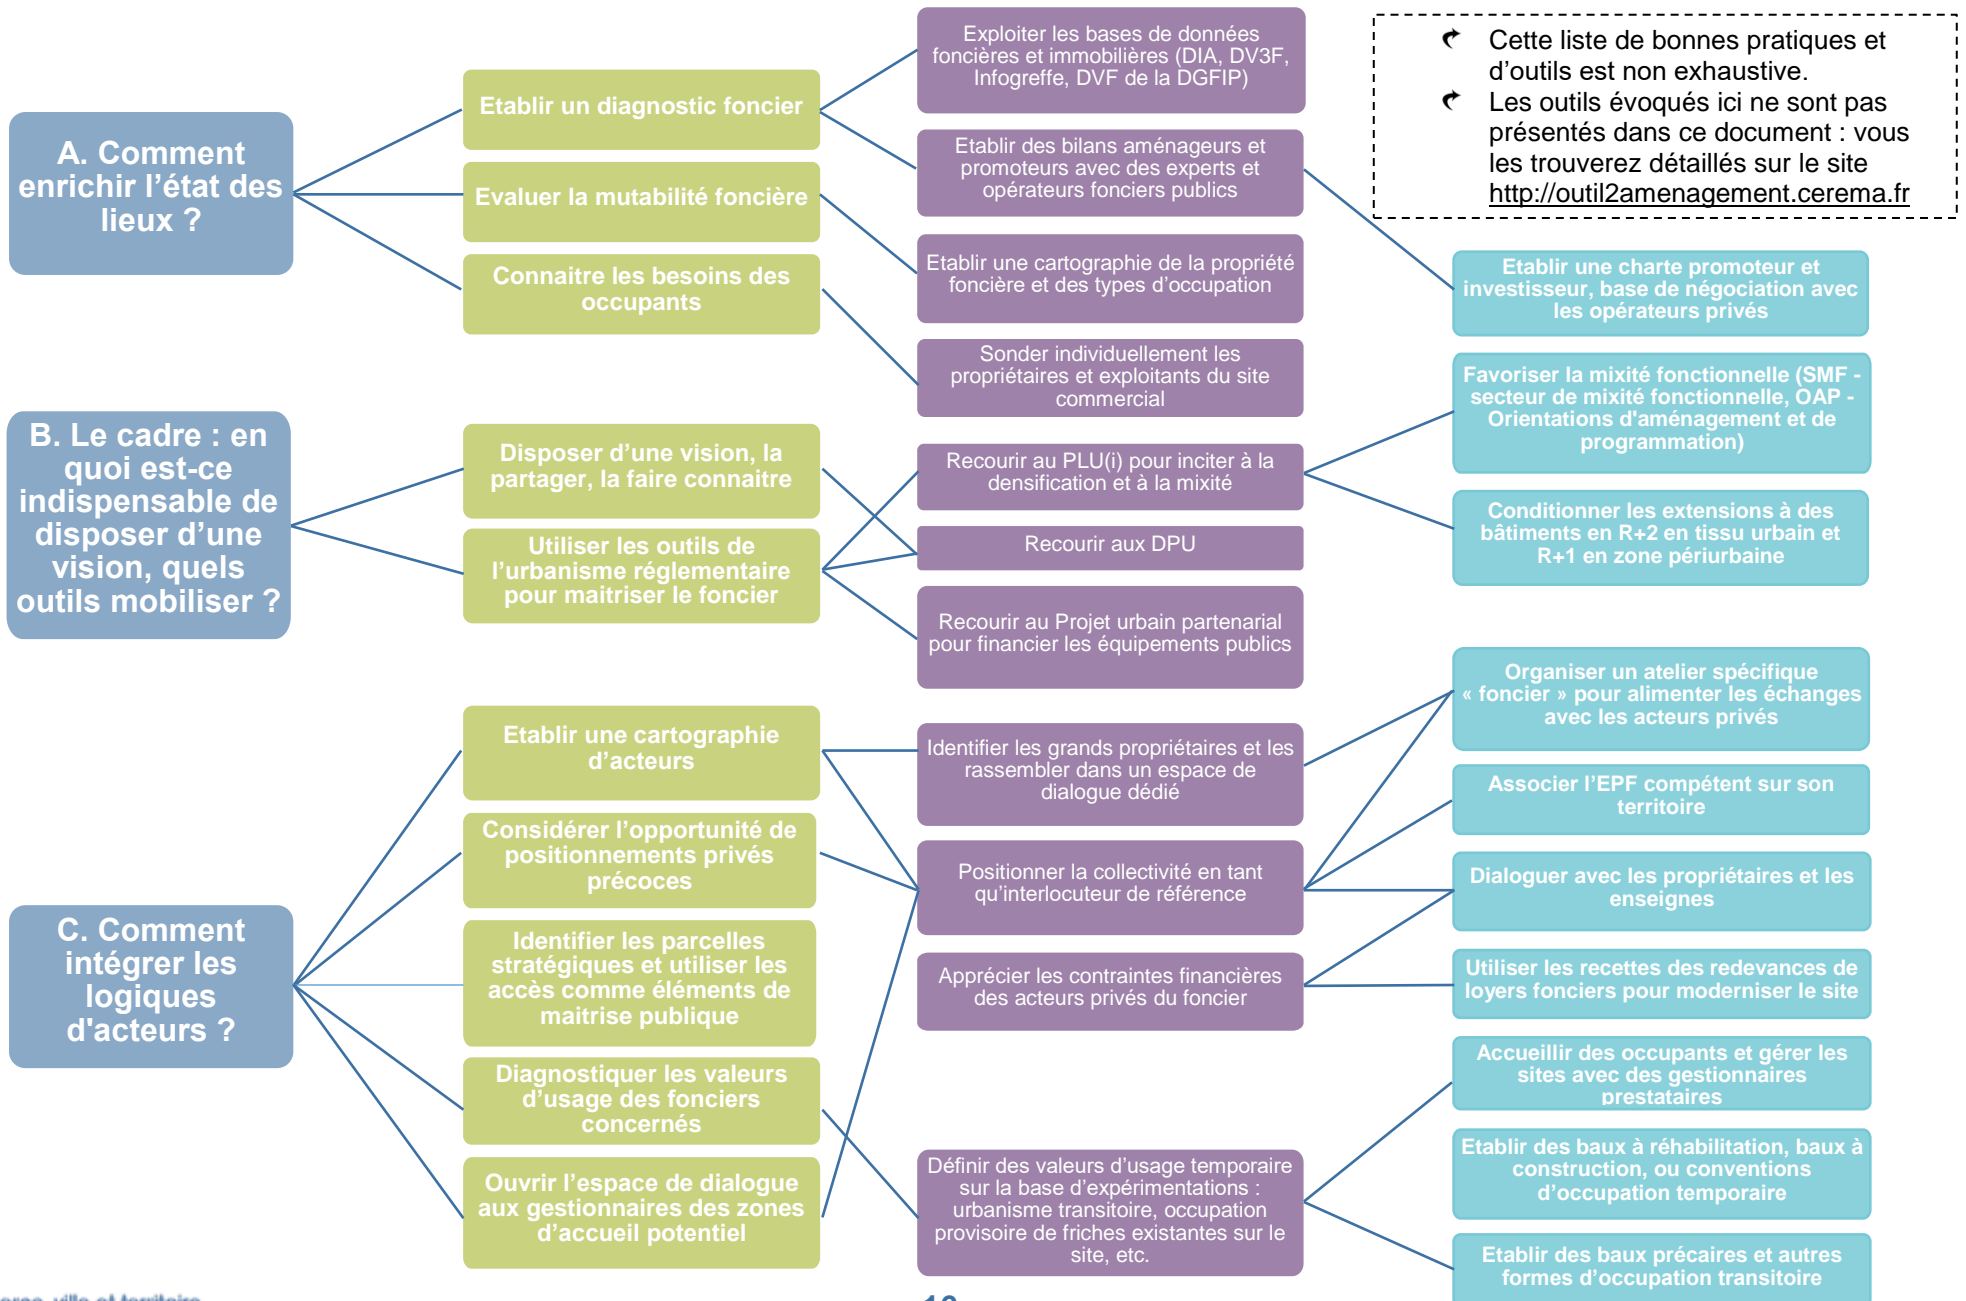 A. Comment
enrichir l’état des
lieux ?
Etablir un diagnostic foncier
Evaluer la mutabilité foncière
Connaitre les besoins des
occupants
Exploiter les bases de données
foncières et immobilières (DIA, DV3F,
Infogreffe, DVF de la DGFIP)
Etablir des bilans aménageurs et
promoteurs avec des experts et
opérateurs fonciers publics
Etablir une cartographie de la propriété
foncière et des types d’occupation
Sonder individuellement les
propriétaires et exploitants du site
commercial
Cette liste de bonnes pratiques et
d’outils est non exhaustive.
Les outils évoqués ici ne sont pas
présentés dans ce document : vous
les trouverez détaillés sur le site
http://outil2amenagement.cerema.fr
Etablir une charte promoteur et
investisseur, base de négociation avec
les opérateurs privés
B. Le cadre : en
quoi est-ce
indispensable de
disposer d’une
vision, quels
outils mobiliser ?
Disposer d’une vision, la
partager, la faire connaitre
Utiliser les outils de
l’urbanisme réglementaire
pour maitriser le foncier
Recourir au PLU(i) pour inciter à la
densification et à la mixité
Recourir aux DPU
Recourir au Projet urbain partenarial
pour financer les équipements publics
Favoriser la mixité fonctionnelle (SMF -
secteur de mixité fonctionnelle, OAP -
Orientations d'aménagement et de
programmation)
Conditionner les extensions à des
bâtiments en R+2 en tissu urbain et
R+1 en zone périurbaine
C. Comment
intégrer les
logiques
d'acteurs ?
Etablir une cartographie
d’acteurs
Considérer l’opportunité de
positionnements privés
précoces
Identifier les parcelles
stratégiques et utiliser les
accès comme éléments de
maitrise publique
Diagnostiquer les valeurs
d’usage des fonciers
concernés
Ouvrir l’espace de dialogue
aux gestionnaires des zones
d’accueil potentiel
Identifier les grands propriétaires et les
rassembler dans un espace de
dialogue dédié
Positionner la collectivité en tant
qu’interlocuteur de référence
Apprécier les contraintes financières
des acteurs privés du foncier
Définir des valeurs d’usage temporaire
sur la base d’expérimentations :
urbanisme transitoire, occupation
provisoire de friches existantes sur le
site, etc.
Organiser un atelier spécifique
« foncier » pour alimenter les échanges
avec les acteurs privés
Associer l’EPF compétent sur son
territoire
Dialoguer avec les propriétaires et les
enseignes
Utiliser les recettes des redevances de
loyers fonciers pour moderniser le site
Accueillir des occupants et gérer les
sites avec des gestionnaires
prestataires
Etablir des baux à réhabilitation, baux à
construction, ou conventions
d’occupation temporaire
Etablir des baux précaires et autres
formes d’occupation transitoire
ville et territoire